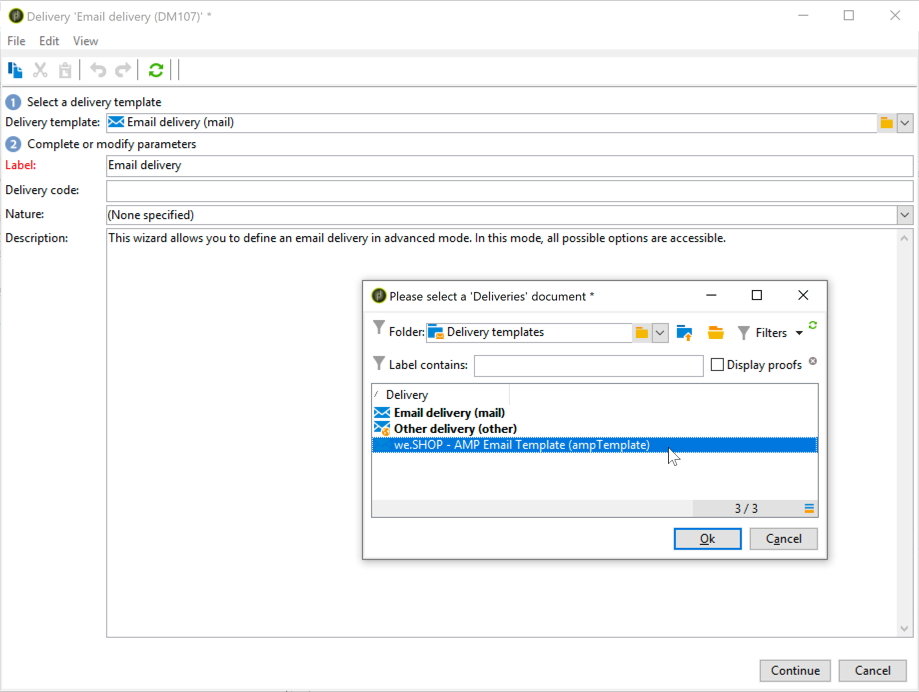 Delivery 'Email delivery (DM107)' *
File Edit View
1 Select a delivery template
Delivery template: Email delivery (mail)
2 Complete or modify parameters
Label: Email delivery
Delivery code:
Nature: (None specified)
Description: This wizard allows you to define an email delivery in advanced mode. In this mode, all possible options are accessible.
Please select a 'Deliveries' document *
Folder: Delivery templates Filters
Label contains: Display proofs
Delivery
Email delivery (mail)
Other delivery (other)
we.SHOP - AMP Email Template (ampTemplate)
3 / 3
Ok Cancel
Continue Cancel